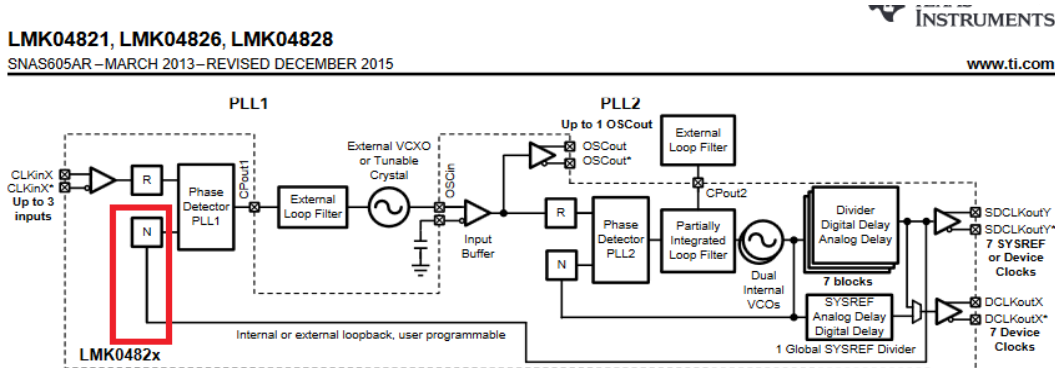 INSTRUMENTS
LMK04821, LMK04826, LMK04828
SNAS605AR – MARCH 2013 – REVISED DECEMBER 2015
www.ti.com
PLL1
PLL2
Up to 1 OSCout
External VCXO
or Tunable
Crystal
OSCout
OSCout*
External
Loop Filter
CLKinX
CLKinX*
Up to 3
inputs
R
N
Phase
Detector
PLL1
CPout1
External
Loop Filter
OSCin
Input
Buffer
R
N
Phase
Detector
PLL2
CPout2
Partially
Integrated
Loop Filter
Dual
Internal
VCOs
Divider
Digital Delay
Analog Delay
7 blocks
SYSREF
Analog Delay
Digital Delay
1 Global SYSREF Divider
SDCLKoutY
SDCLKoutY*
7 SYSREF
or Device
Clocks
DCLKoutX
DCLKoutX*
7 Device
Clocks
Internal or external loopback, user programmable
LMK0482x